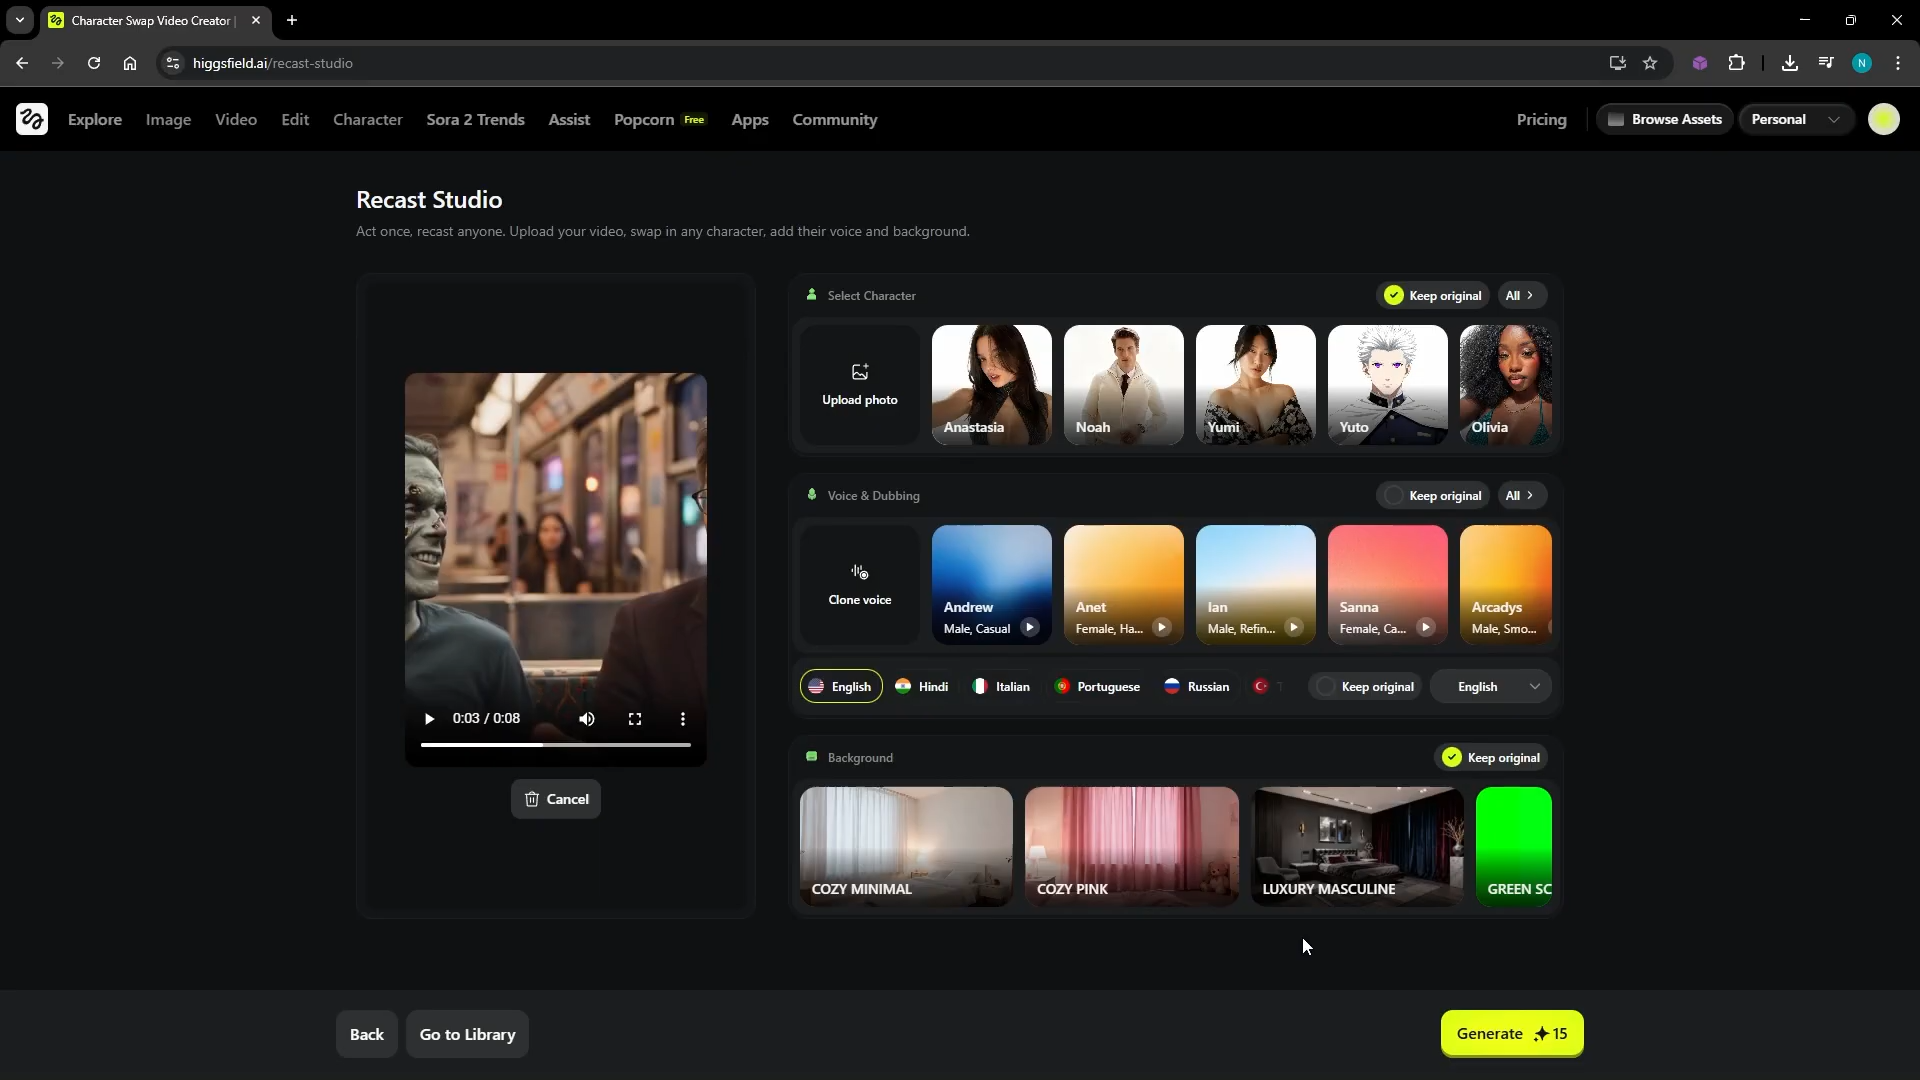 Character Swap Video Creator |
higgsfield.ai/recast-studio
N
Explore
Image
Video
Edit
Character
Sora 2 Trends
Assist
Popcorn Free
Apps
Community
Pricing
Browse Assets
Personal
Recast Studio
Act once, recast anyone. Upload your video, swap in any character, add their voice and background.
Select Character
Keep original
All
Upload photo
Anastasia
Noah
Yumi
Yuto
Olivia
Voice & Dubbing
Keep original
All
Clone voice
Andrew
Male, Casual
Anet
Female, Ha...
Ian
Male, Refin...
Sanna
Female, Ca...
Arcadys
Male, Smo...
English
Hindi
Italian
Portuguese
Russian
Keep original
English
0:03 / 0:08
Cancel
Background
Keep original
COZY MINIMAL
COZY PINK
LUXURY MASCULINE
GREEN SC
Back
Go to Library
Generate 15